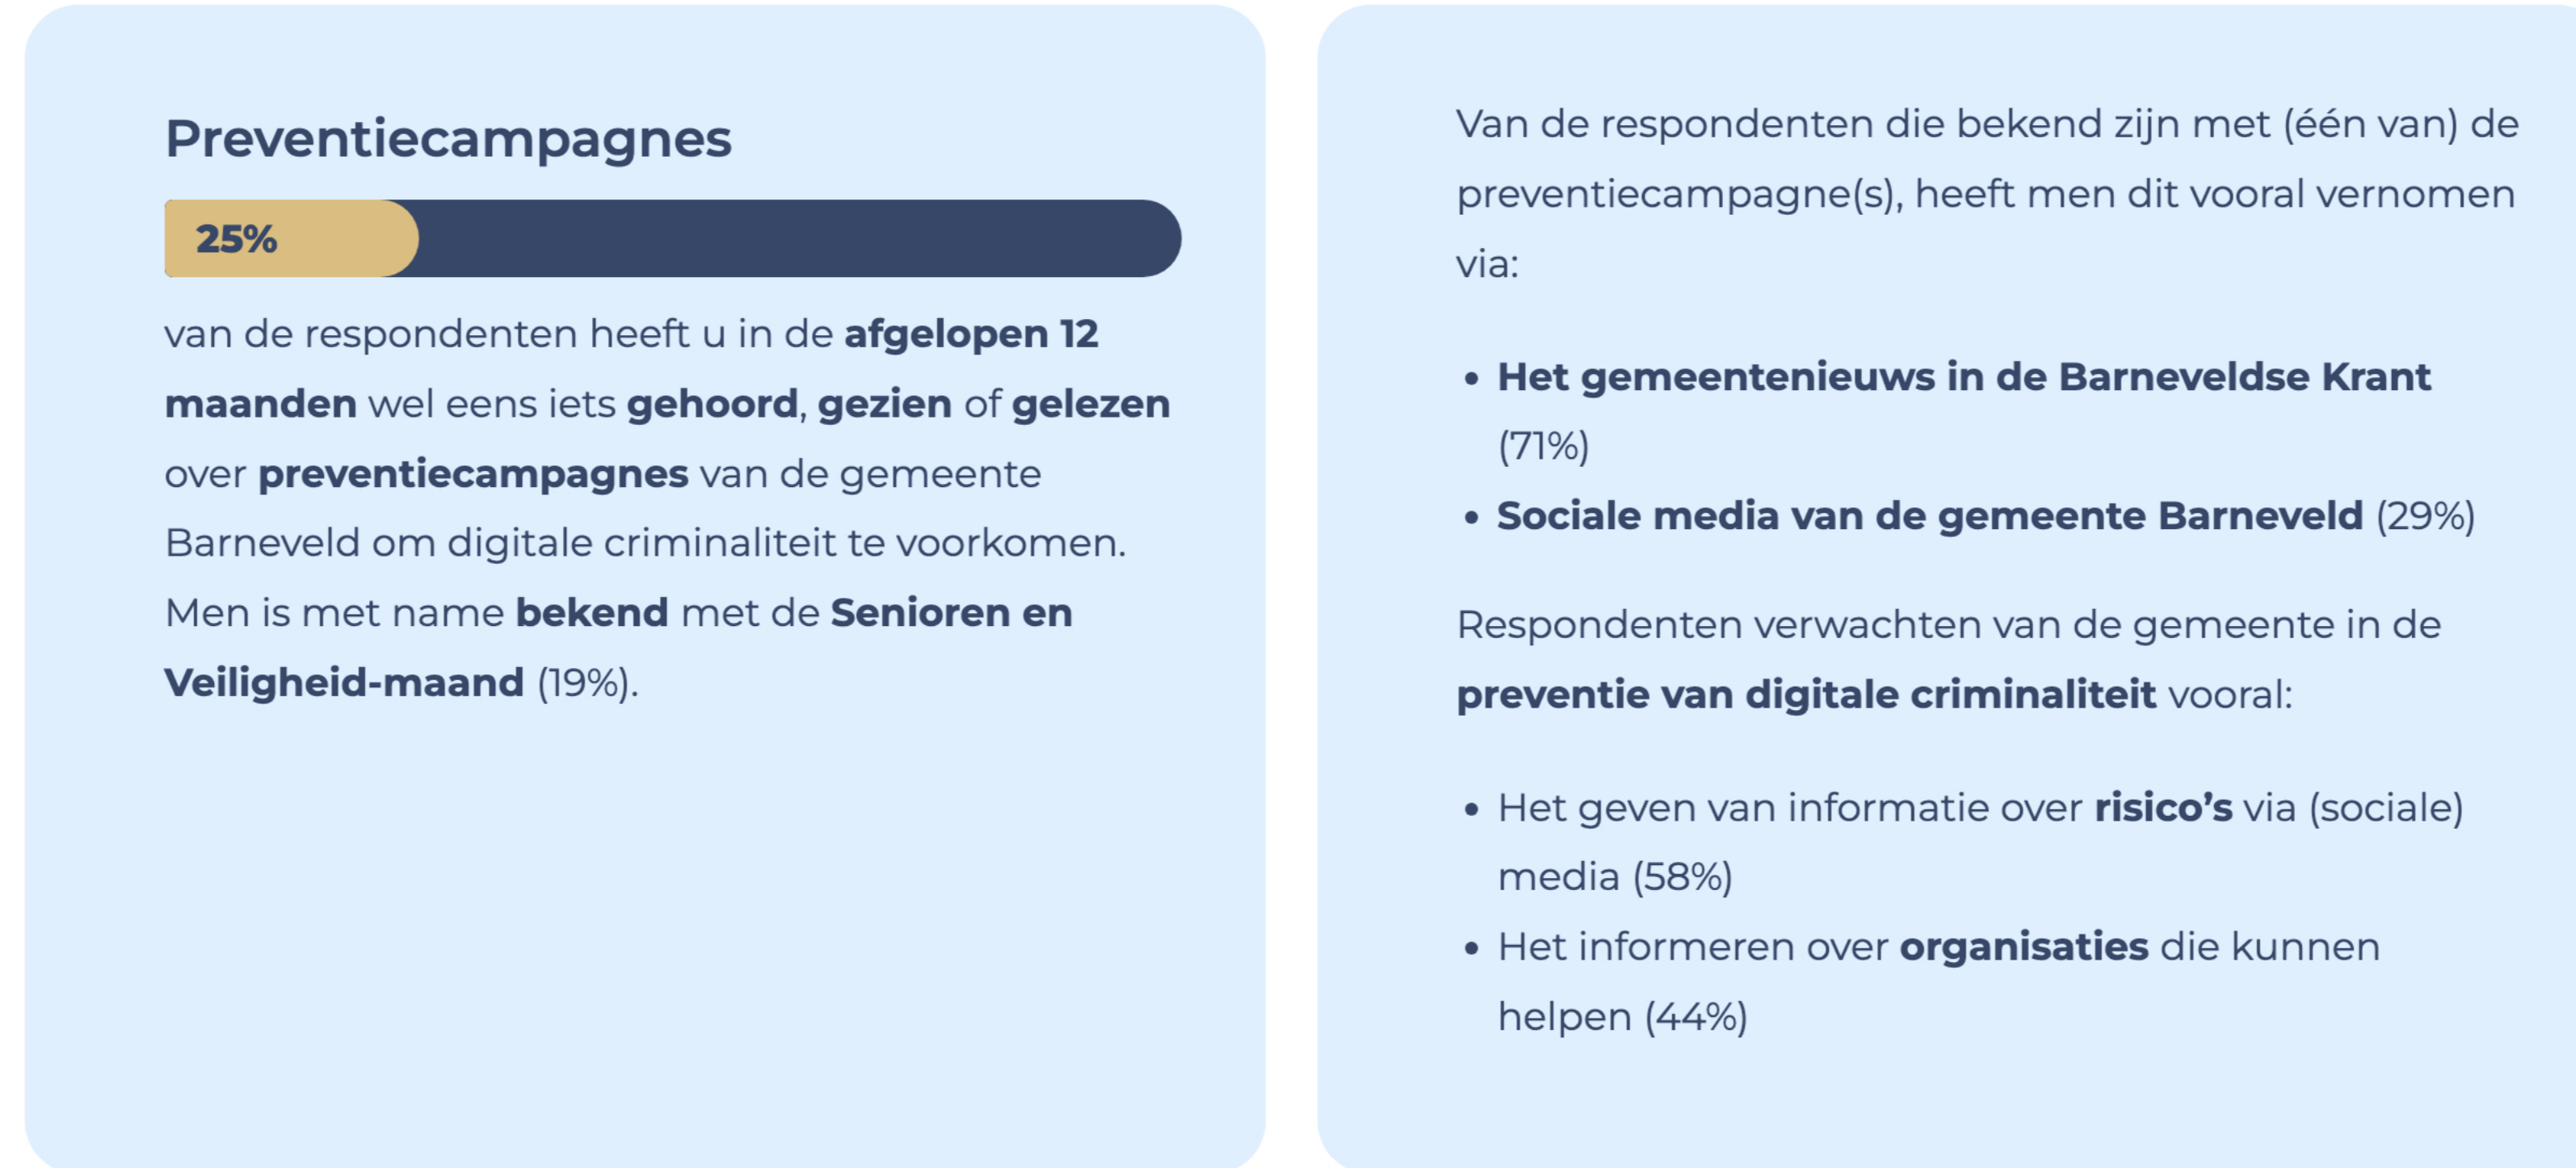 Preventiecampagnes
25%
van de respondenten heeft u in de afgelopen 12
maanden wel eens iets gehoord, gezien of gelezen
over preventiecampagnes van de gemeente
Barneveld om digitale criminaliteit te voorkomen.
Men is met name bekend met de Senioren en
Veiligheid-maand (19%).
Van de respondenten die bekend zijn met (één van) de
preventiecampagne(s), heeft men dit vooral vernomen
via:
• Het gemeentenieuws in de Barneveldse Krant
(71%)
• Sociale media van de gemeente Barneveld (29%)
Respondenten verwachten van de gemeente in de
preventie van digitale criminaliteit vooral:
• Het geven van informatie over risico’s via (sociale)
media (58%)
• Het informeren over organisaties die kunnen
helpen (44%)